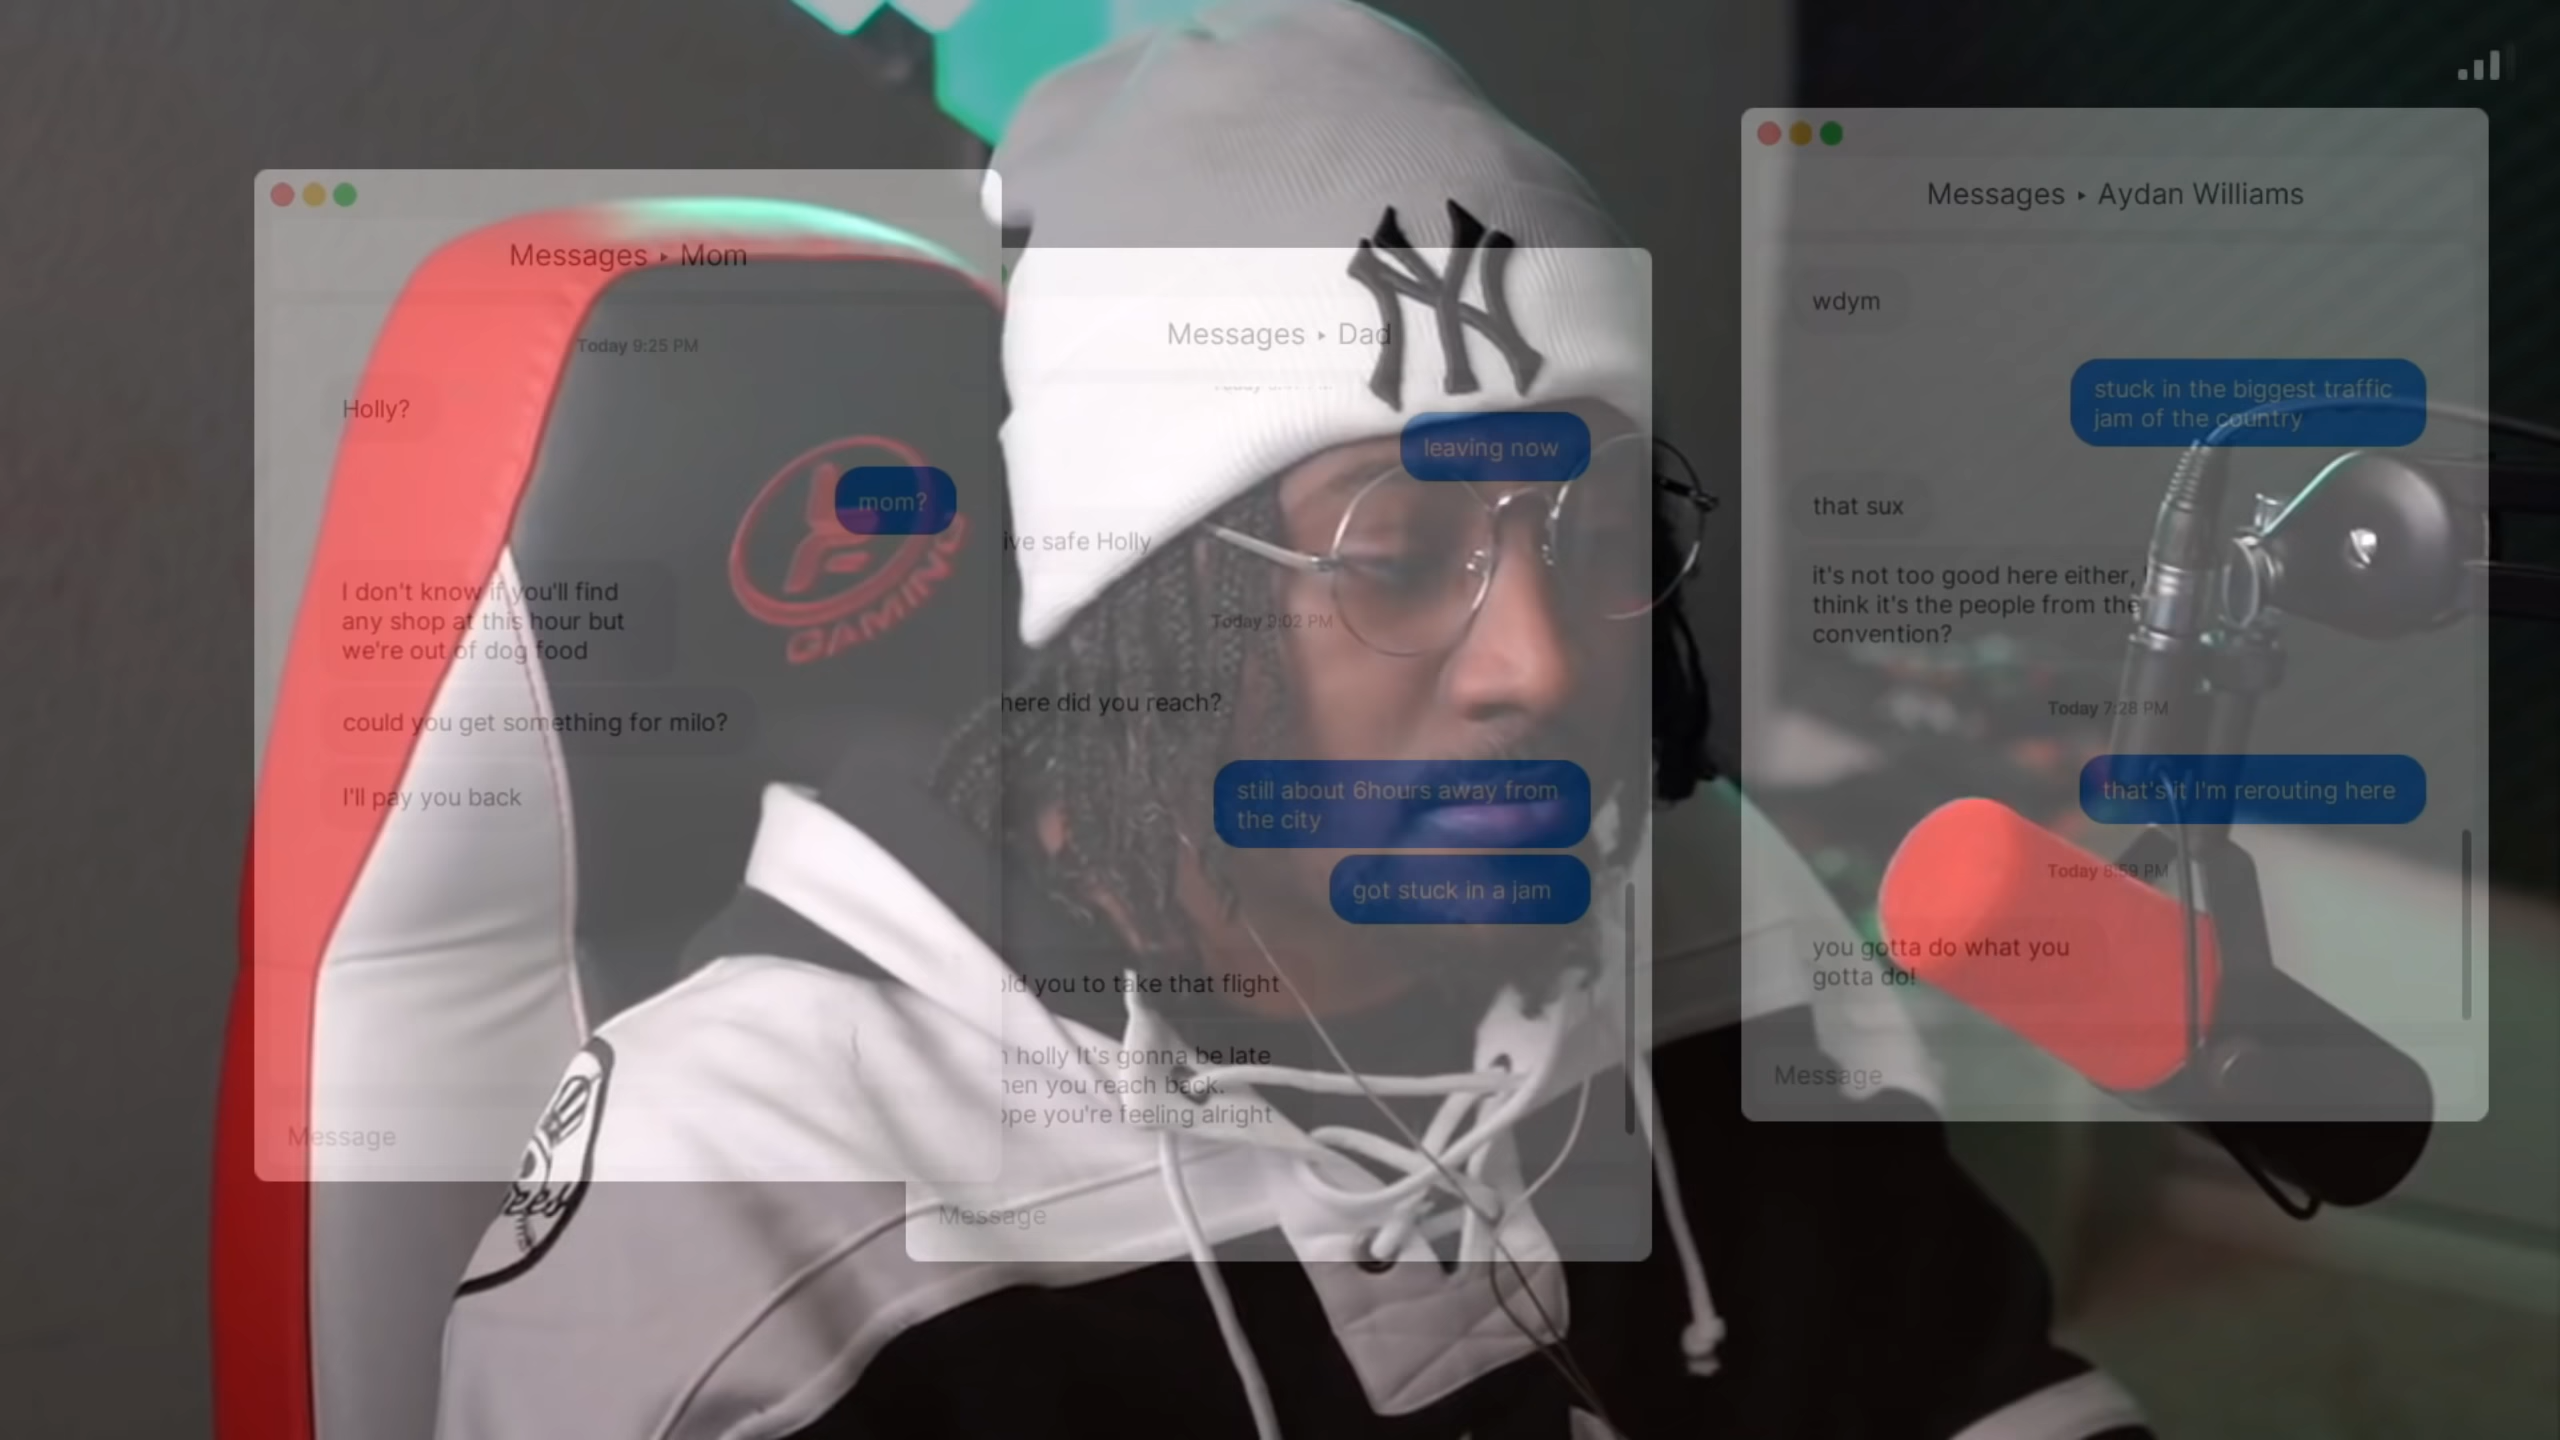 Messages ▸ Mom
Today 9:25 PM
Holly?
mom?
I don't know if you'll find
any shop at this hour but
we're out of dog food
could you get something for milo?
I'll pay you back
Message
GAMING
NY
Messages ▸ Dad
leaving now
safe Holly
Today 9:02 PM
did you reach?
still about 6hours away from
the city
got stuck in a jam
you to take that flight
holly It's gonna be late
you reach back.
you're feeling alright
Message
Messages ▸ Aydan Williams
wdym
stuck in the biggest traffic
jam of the country
that sux
it's not too good here either,
think it's the people from the
convention?
Today 7:28 PM
that's it I'm rerouting here
Today 8:59 PM
you gotta do what you
gotta do!
Message